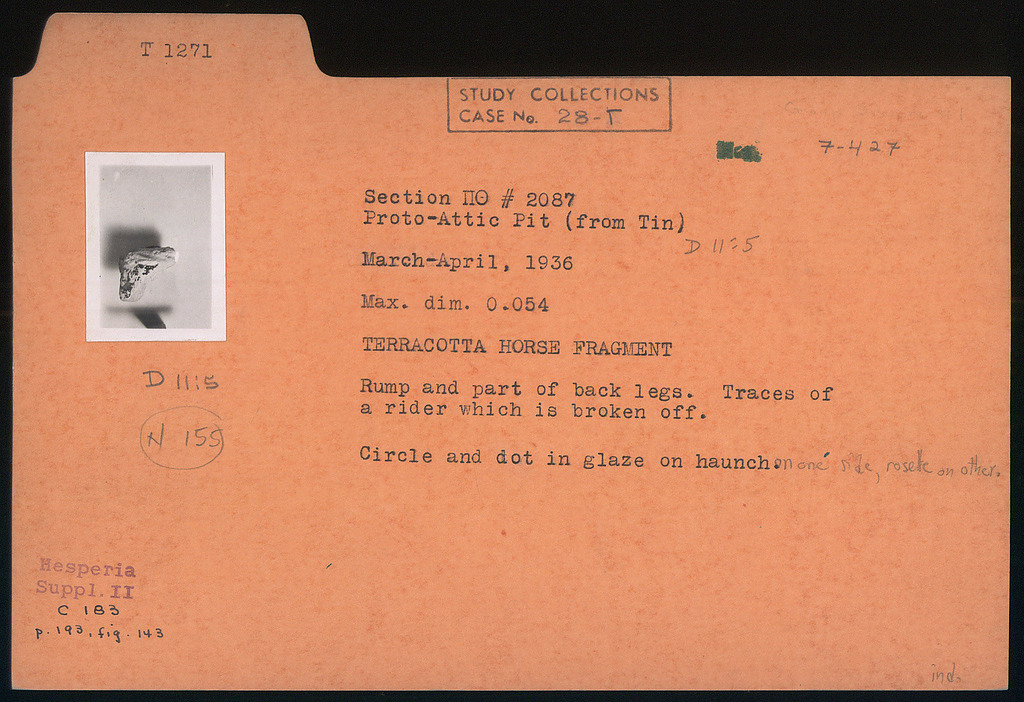 T 1271
STUDY COLLECTIONS
CASE No. 28-T
7-427
Section ΠΘ # 2087
Proto-Attic Pit (from Tin)
D 11:5
March-April, 1936
Max. dim. 0.054
TERRACOTTA HORSE FRAGMENT
Rump and part of back legs. Traces of
a rider which is broken off.
Circle and dot in glaze on haunch. on one side, rosette on other.
D 11:5
N 155
Hesperia
Suppl. II
C 183
p. 193, fig. 143
ind.